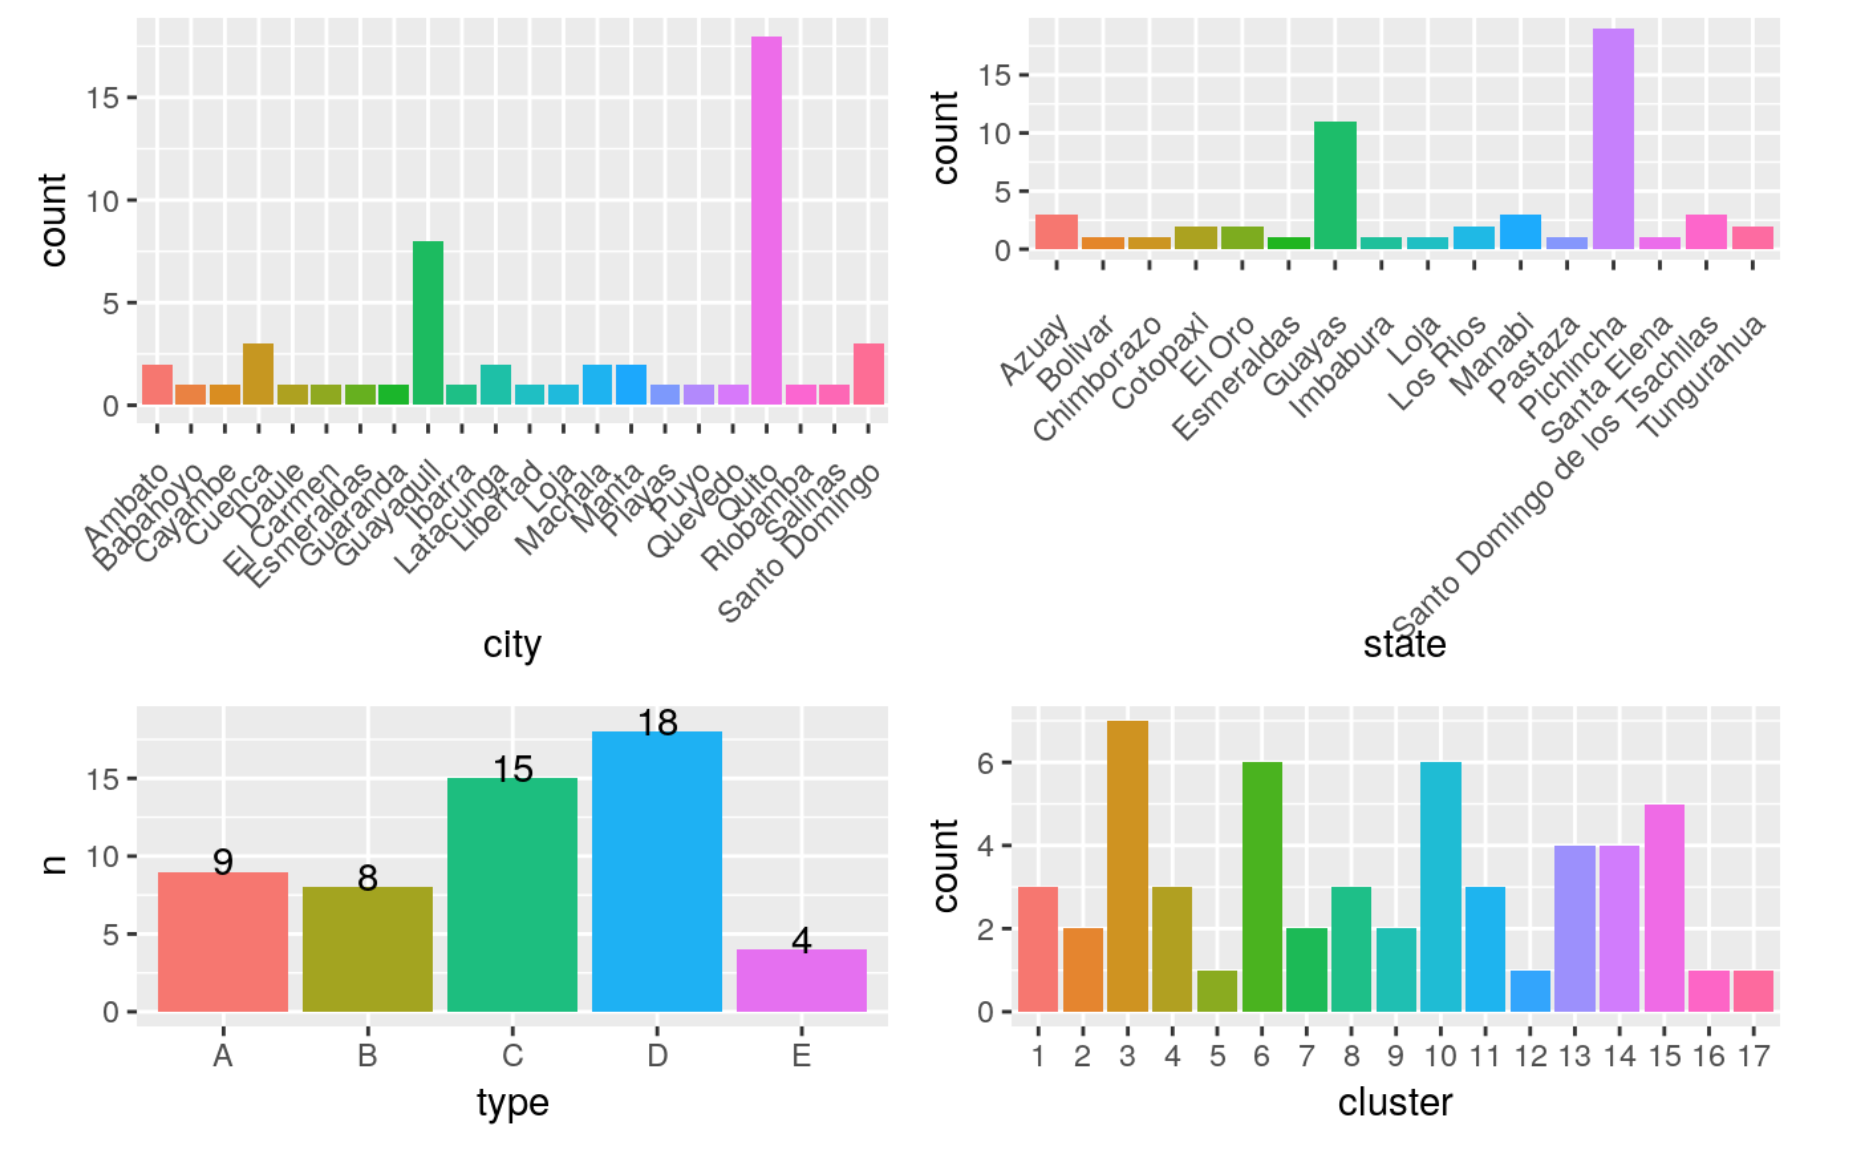 count
15
10
5
0
Ambato
Babahoyo
Cayambe
Cuenca
Daule
El Carmen
Esmeraldas
Guaranda
Guayaquil
Ibarra
Latacunga
Libertad
Loja
Machala
Manta
Playas
Puyo
Quevedo
Quito
Riobamba
Salinas
Santo Domingo
city
count
15
10
5
0
Azuay
Bolivar
Chimborazo
Cotopaxi
El Oro
Esmeraldas
Guayas
Imbabura
Loja
Los Rios
Manabi
Pastaza
Pichincha
Santa Elena
Santo Domingo de los Tsachilas
Tungurahua
state
n
15
10
5
0
9
8
15
18
4
A B C D E
type
count
6
4
2
0
1 2 3 4 5 6 7 8 9 10 11 12 13 14 15 16 17
cluster